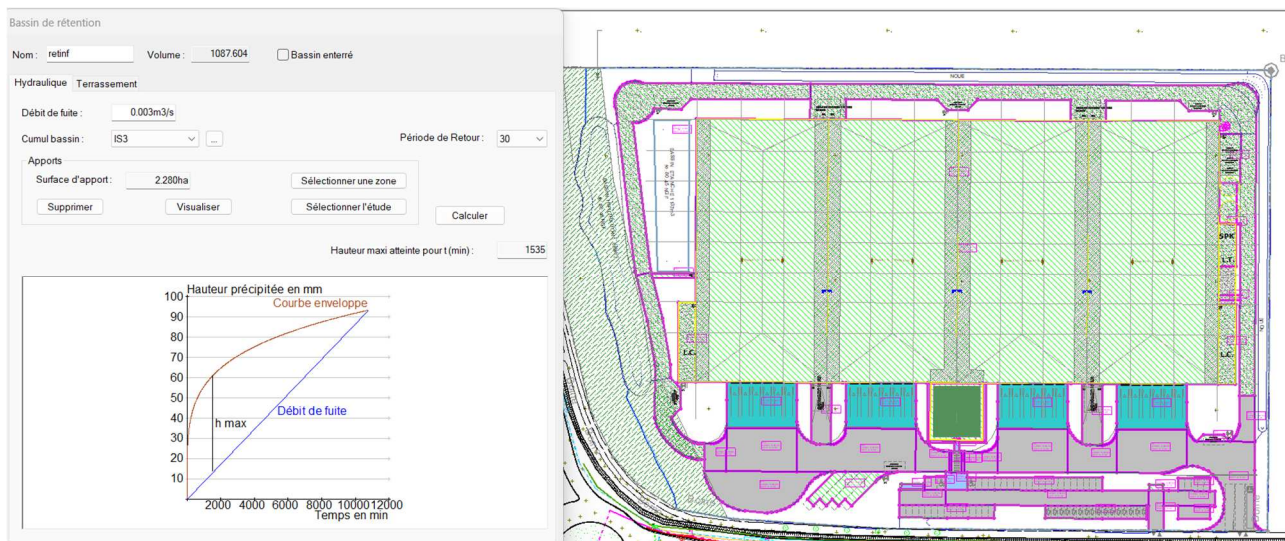 Bassin de rétention
Nom : retinf Volume : 1087.604 Bassin enterré
Hydraulique Terrassement
Débit de fuite : 0.003m3/s
Cumul bassin : IS3 ... Période de Retour : 30
Apports
Surface d'apport : 2.280ha Sélectionner une zone
Supprimer Visualiser Sélectionner l'étude
Calculer
Hauteur maxi atteinte pour t (min) : 1535
Hauteur précipitée en mm
Courbe enveloppe
100
90
80
70
60
50
40
30
20
10
Débit de fuite
h max
2000 4000 6000 8000 10000 12000
Temps en min
NOUE
B
SPK
L.T.
L.C.
L.C.